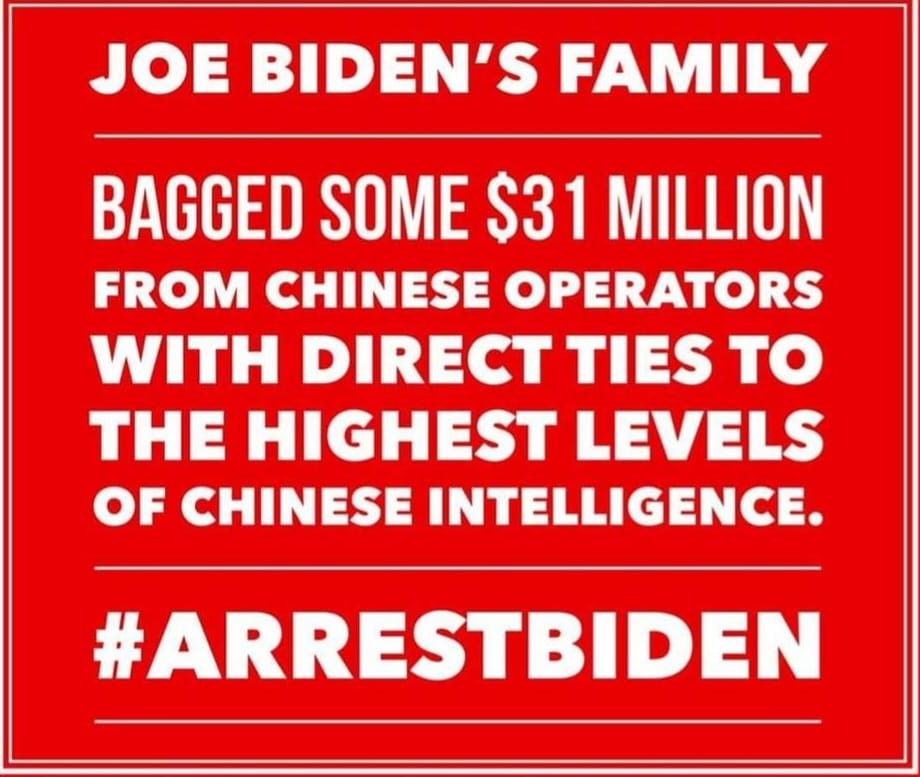 JOE BIDEN'S FAMILY
BAGGED SOME $31 MILLION
FROM CHINESE OPERATORS
WITH DIRECT TIES TO
THE HIGHEST LEVELS
OF CHINESE INTELLIGENCE.
#ARRESTBIDEN